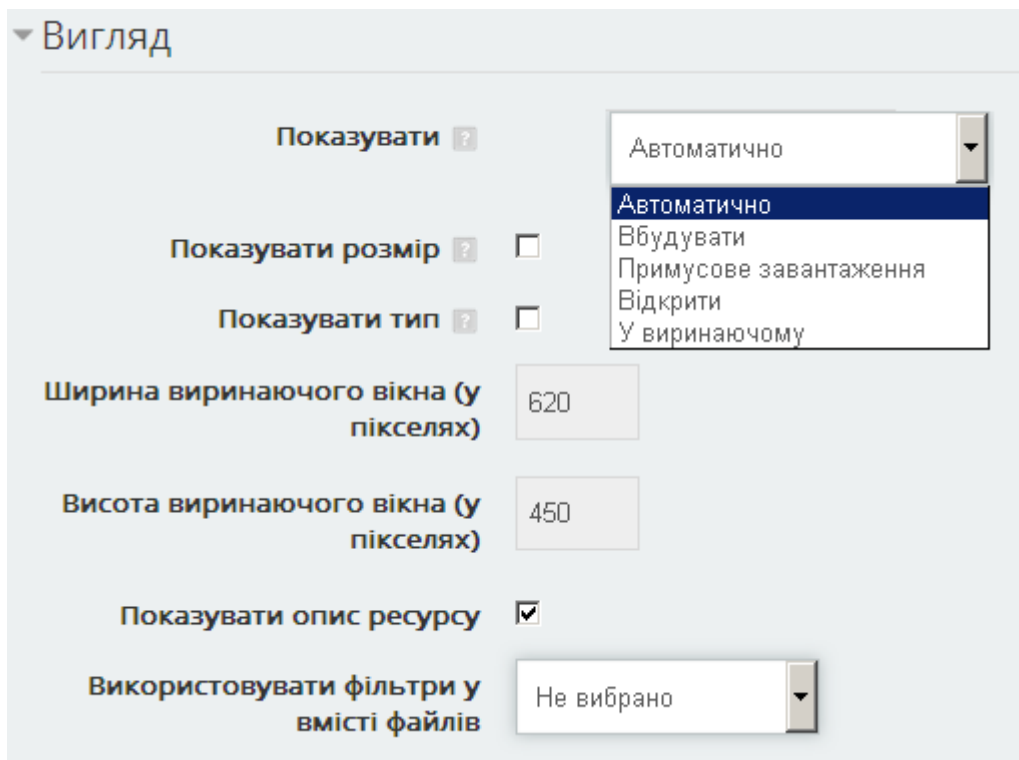 Вигляд
Показувати ?
Автоматично
Автоматично
Вбудувати
Примусове завантаження
Відкрити
У виринаючому
Показувати розмір ?
Показувати тип ?
Ширина виринаючого вікна (у
пікселях)
620
Висота виринаючого вікна (у
пікселях)
450
Показувати опис ресурсу
Використовувати фільтри у
вмісті файлів
Не вибрано